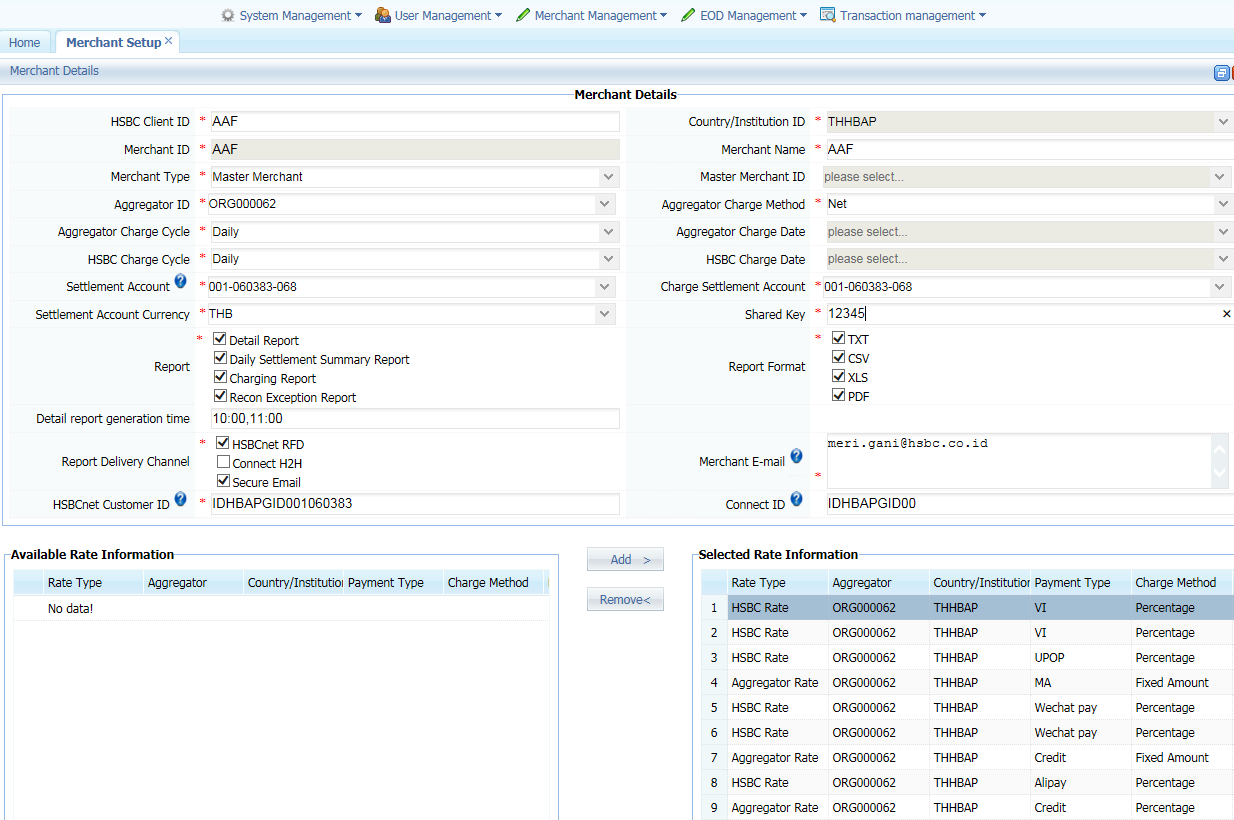 System Management User Management Merchant Management EOD Management Transaction management
Home Merchant Setup
Merchant Details
Merchant Details
HSBC Client ID * AAF Country/Institution ID * THHBAP
Merchant ID * AAF Merchant Name * AAF
Merchant Type * Master Merchant Master Merchant ID please select...
Aggregator ID * ORG000062 Aggregator Charge Method * Net
Aggregator Charge Cycle * Daily Aggregator Charge Date please select...
HSBC Charge Cycle * Daily HSBC Charge Date please select...
Settlement Account ? * 001-060383-068 Charge Settlement Account * 001-060383-068
Settlement Account Currency * THB Shared Key * 12345
Report * Detail Report
Daily Settlement Summary Report
Charging Report
Recon Exception Report
Report Format * TXT
CSV
XLS
PDF
Detail report generation time 10:00,11:00
Report Delivery Channel * HSBCnet RFD
Connect H2H
Secure Email
Merchant E-mail ? * meri.gani@hsbc.co.id
HSBCnet Customer ID ? * IDHBAPGID001060383 Connect ID ? IDHBAPGID00
Available Rate Information
Rate Type Aggregator Country/Institution Payment Type Charge Method
No data!
Add >
Remove<
Selected Rate Information
Rate Type Aggregator Country/Institution Payment Type Charge Method
1 HSBC Rate ORG000062 THHBAP VI Percentage
2 HSBC Rate ORG000062 THHBAP VI Percentage
3 HSBC Rate ORG000062 THHBAP UPOP Percentage
4 Aggregator Rate ORG000062 THHBAP MA Fixed Amount
5 HSBC Rate ORG000062 THHBAP Wechat pay Percentage
6 HSBC Rate ORG000062 THHBAP Wechat pay Percentage
7 Aggregator Rate ORG000062 THHBAP Credit Fixed Amount
8 HSBC Rate ORG000062 THHBAP Alipay Percentage
9 Aggregator Rate ORG000062 THHBAP Credit Percentage